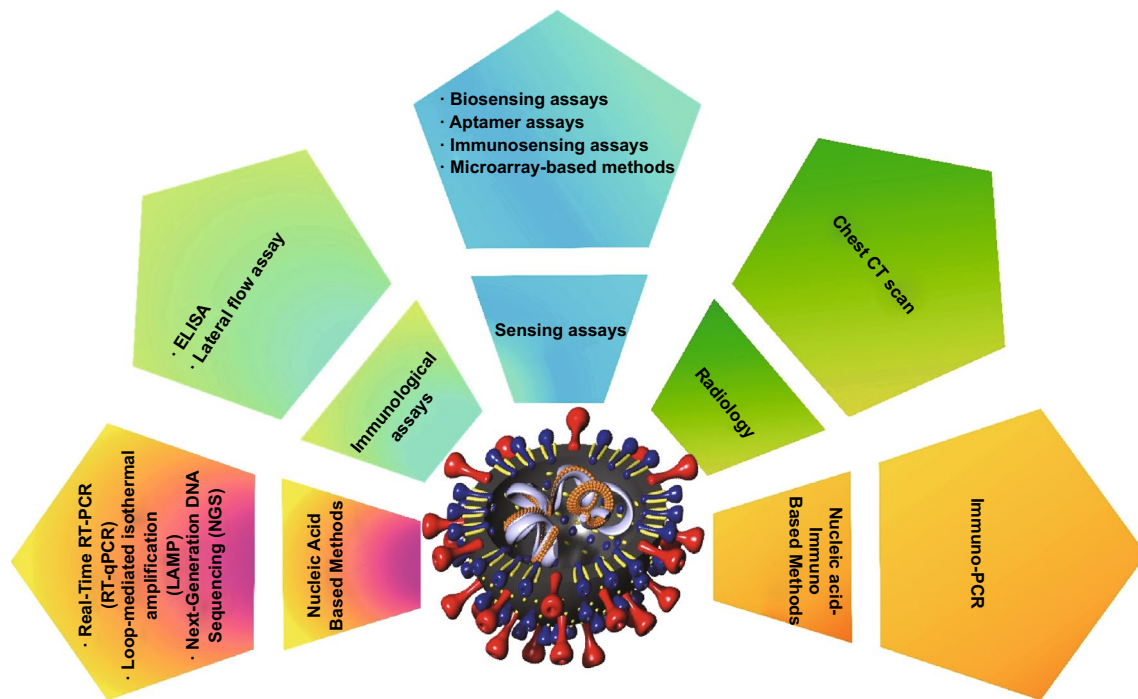 · Biosensing assays
· Aptamer assays
· Immunosensing assays
· Microarray-based methods
Sensing assays
· ELISA
· Lateral flow assay
Immunological
assays
Chest CT scan
Radiology
· Real-Time RT-PCR
(RT-qPCR)
· Loop-mediated isothermal
amplification
(LAMP)
· Next-Generation DNA
Sequencing (NGS)
Nucleic Acid
Based Methods
Nucleic acid-
Immuno
Based Methods
Immuno-PCR